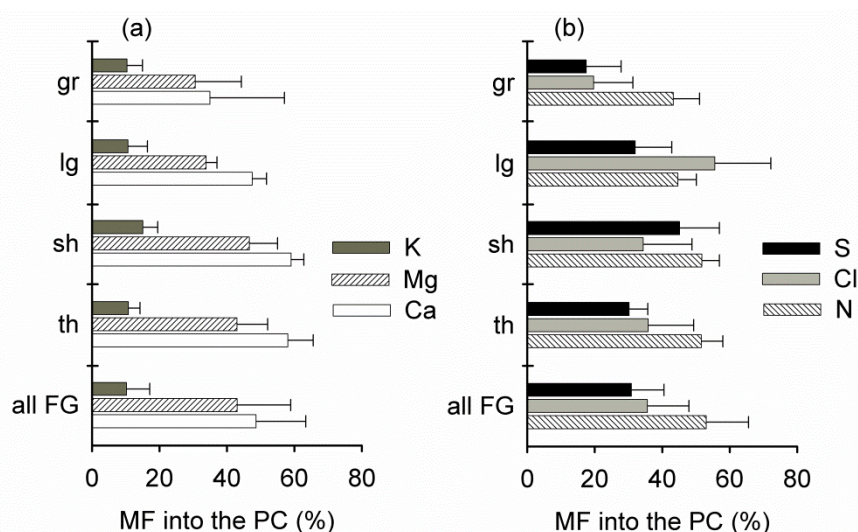 (a)
gr
lg
sh
th
all FG
K
Mg
Ca
0 20 40 60 80
MF into the PC (%)
(b)
gr
lg
sh
th
all FG
S
Cl
N
0 20 40 60 80
MF into the PC (%)